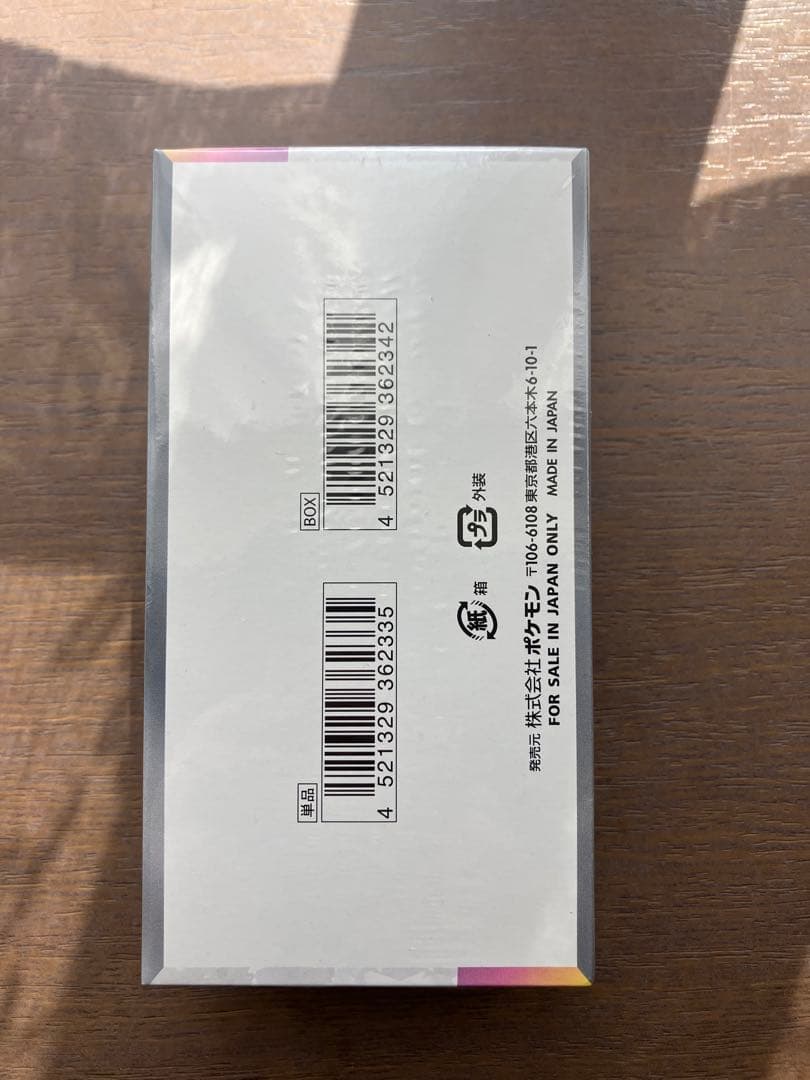 単品
4 521329 362335
BOX
4 521329 362342
紙 箱
プラ 外装
発売元 株式会社ポケモン 〒106-6108 東京都港区六本木6-10-1
FOR SALE IN JAPAN ONLY MADE IN JAPAN